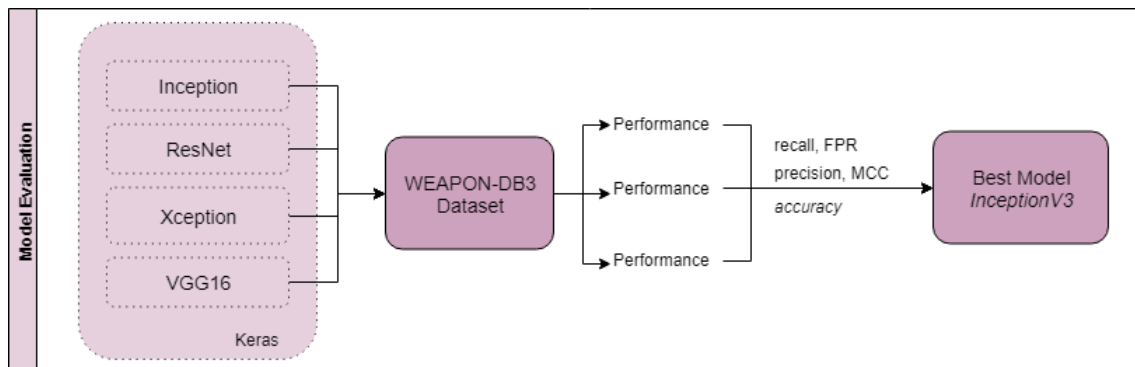 Model Evaluation
Inception
ResNet
Xception
VGG16
Keras
WEAPON-DB3
Dataset
Performance
Performance
Performance
recall, FPR
precision, MCC
accuracy
Best Model
InceptionV3